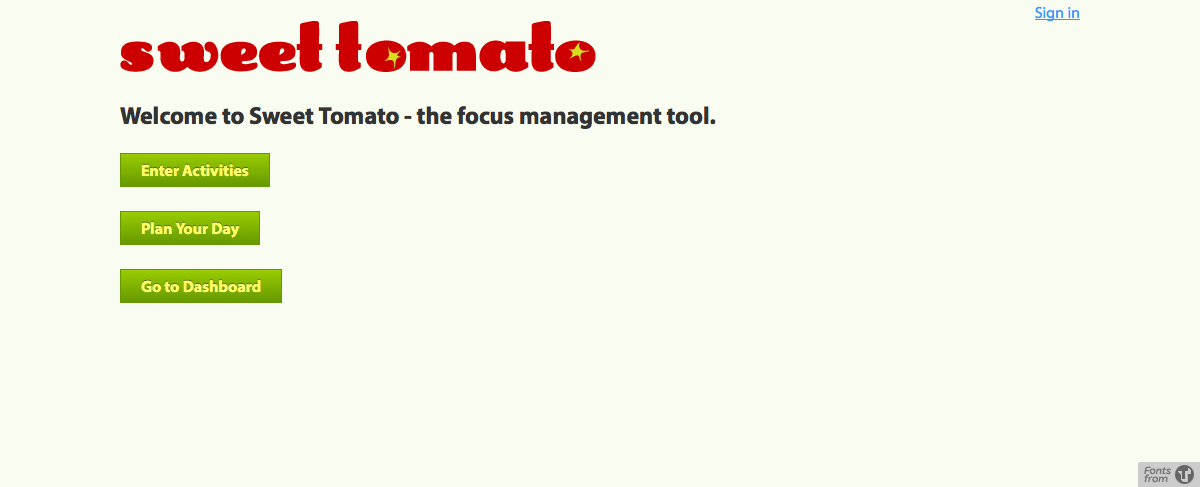 Sign in
sweet tomato
Welcome to Sweet Tomato - the focus management tool.
Enter Activities
Plan Your Day
Go to Dashboard
Fonts
from